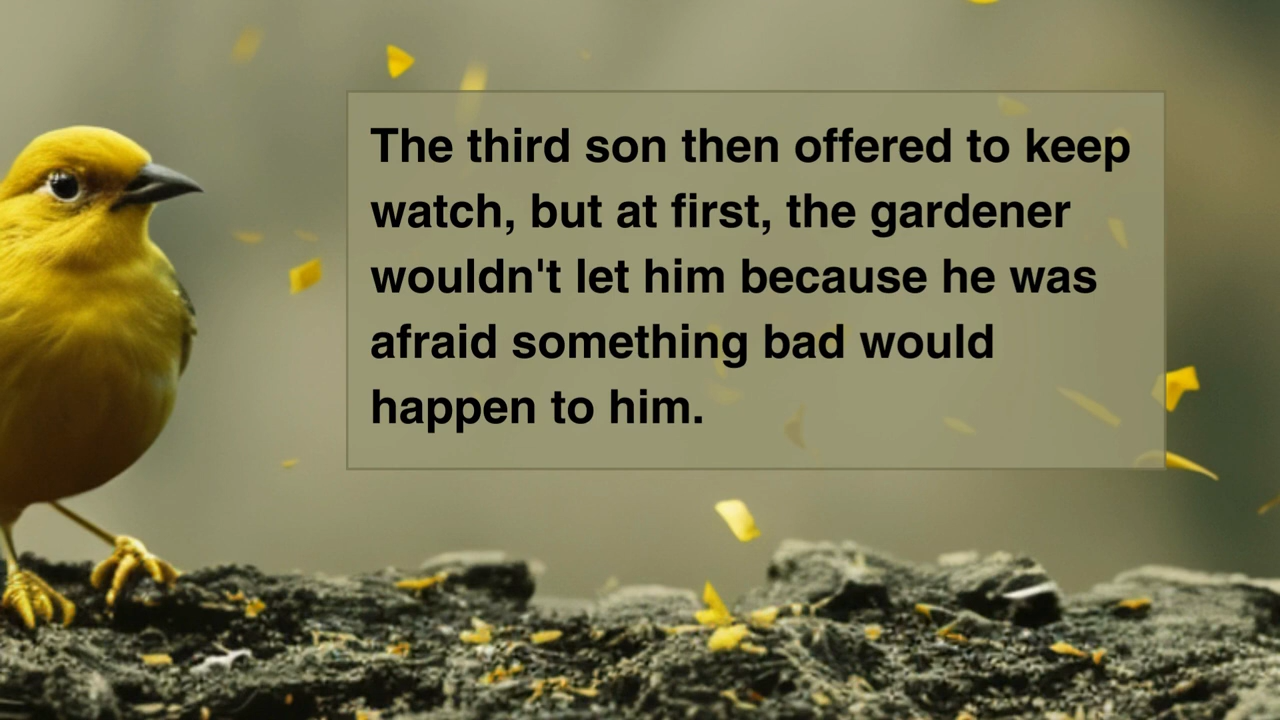 The third son then offered to keep
watch, but at first, the gardener
wouldn't let him because he was
afraid something bad would
happen to him.